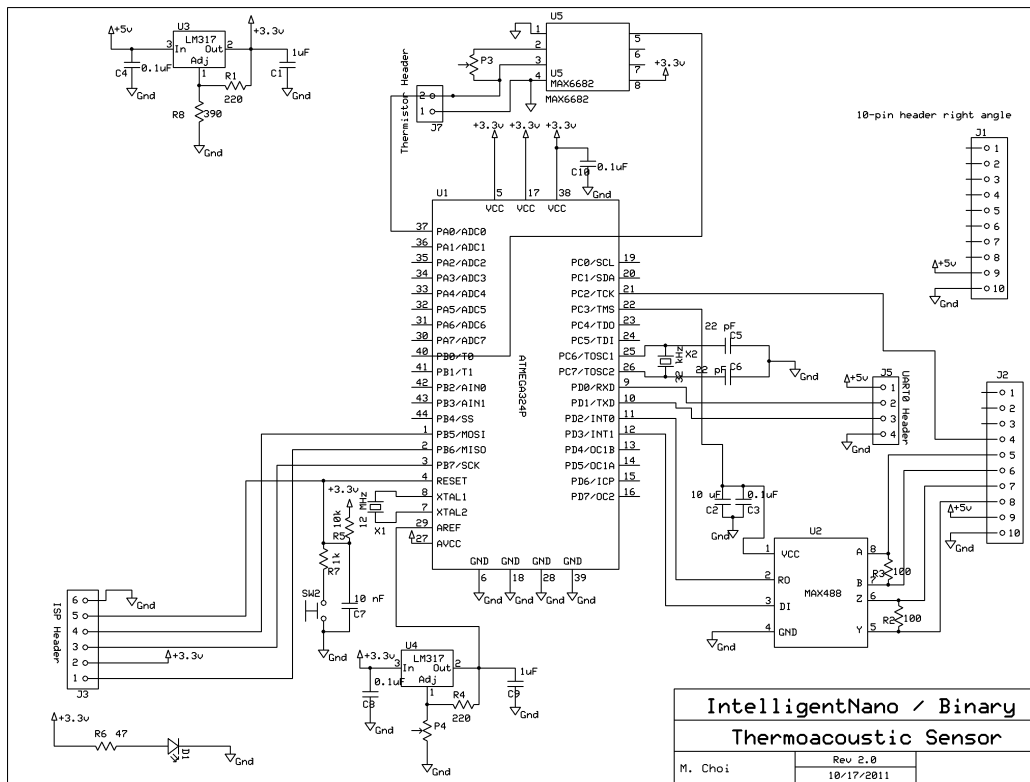 U3
+5v
LM317
+3.3v
3 In Out 2
Adj
1
C4
0.1uF
Gnd
R1
220
1uF
C1
Gnd
R8
390
Gnd
U5
1
2
3
4
5
6
7
8
U5
MAX6682
MAX6682
P3
+3.3v
Thermistor Header
2
1
J7
+3.3v +3.3v +3.3v
C10
0.1uF
Gnd
10-pin header right angle
J1
1
2
3
4
5
6
7
8
9
10
+5v
Gnd
U1
5 17 38
VCC VCC VCC
37 PA0/ADC0
36 PA1/ADC1
35 PA2/ADC2
34 PA3/ADC3
33 PA4/ADC4
32 PA5/ADC5
31 PA6/ADC6
30 PA7/ADC7
40 PB0/T0
41 PB1/T1
42 PB2/AIN0
43 PB3/AIN1
44 PB4/SS
1 PB5/MOSI
2 PB6/MISO
3 PB7/SCK
4 RESET
8 XTAL1
7 XTAL2
29 AREF
27 AVCC
ATMEGA324P
PC0/SCL 19
PC1/SDA 20
PC2/TCK 21
PC3/TMS 22
PC4/TDO 23
PC5/TDI 24
PC6/TOSC1 25
PC7/TOSC2 26
PD0/RXD 9
PD1/TXD 10
PD2/INT0 11
PD3/INT1 12
PD4/OC1B 13
PD5/OC1A 14
PD6/ICP 15
PD7/OC2 16
GND GND GND GND
6 18 28 39
Gnd Gnd Gnd Gnd
22 pF
C5
X2
32 kHz
22 pF
C6
Gnd
J5
UART0 Header
1
2
3
4
+5v
Gnd
J2
1
2
3
4
5
6
7
8
9
10
+5v
Gnd
10 uF
C2
0.1uF
C3
Gnd
U2
1 VCC
2 RO
3 DI
4 GND
MAX488
A 8
B 7
Z 6
Y 5
R3
100
R2
100
Gnd
+3.3v
12 MHz
X1
10k
R5
1k
R7
SW2
10 nF
C7
Gnd
ISP Header
6
5
4
3
2
1
J3
Gnd
+3.3v
U4
+3.3v
LM317
3 In Out 2
Adj
1
0.1uF
C8
Gnd
R4
220
1uF
C9
Gnd
P4
Gnd
+3.3v
R6 47
D1
Gnd
IntelligentNano / Binary
Thermoacoustic Sensor
M. Choi
Rev 2.0
10/17/2011